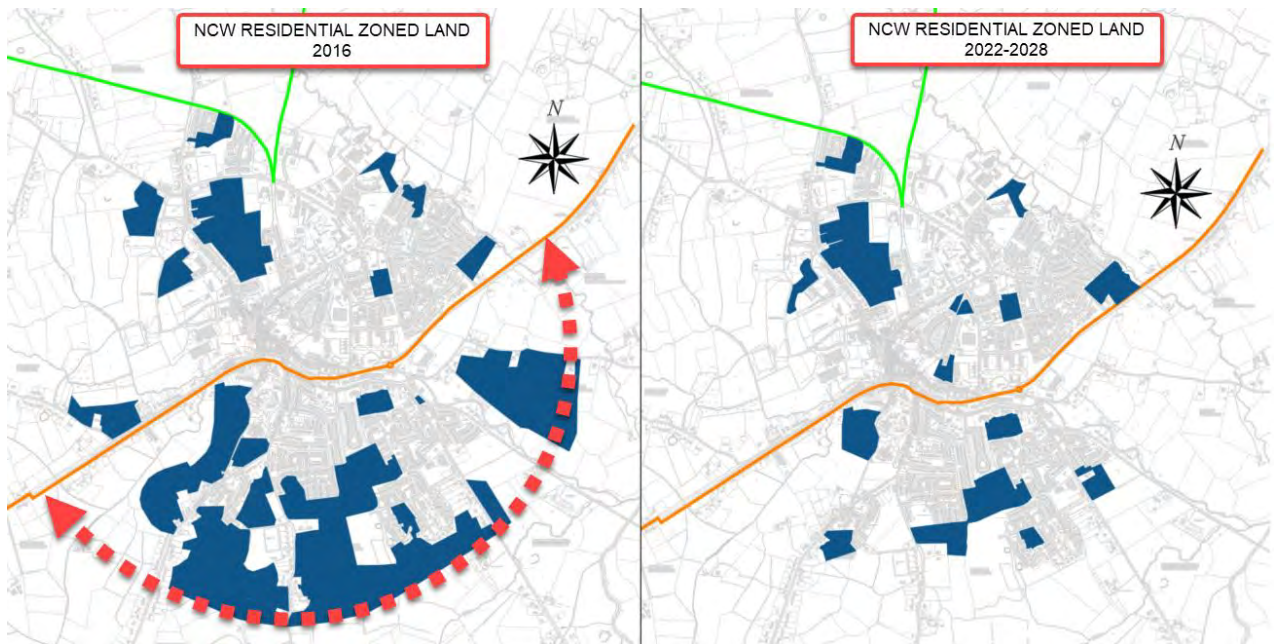 NCW RESIDENTIAL ZONED LAND
2016
N
NCW RESIDENTIAL ZONED LAND
2022-2028
N